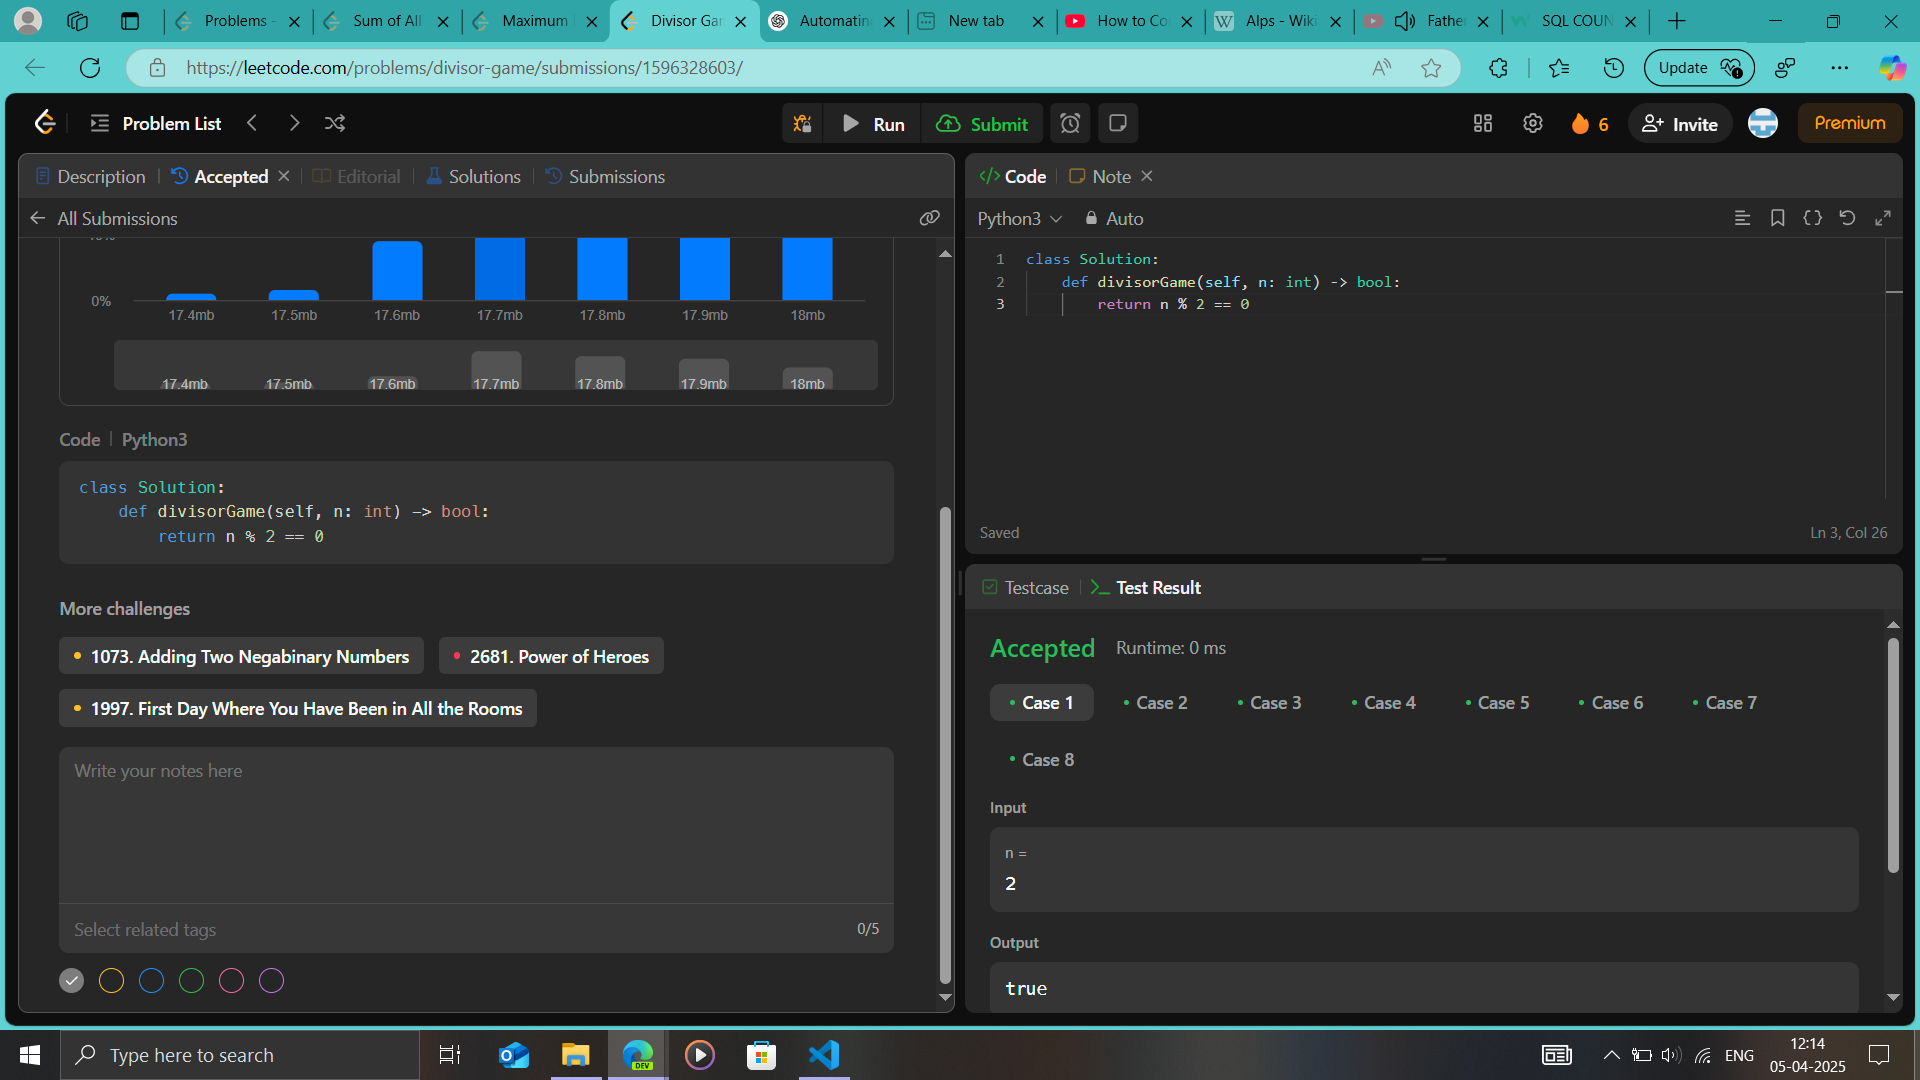 Problems -
Sum of All
Maximum
Divisor Gar
Automating
New tab
How to Co
Alps - Wiki
Fathe
SQL COUN
https://leetcode.com/problems/divisor-game/submissions/1596328603/
Update
Problem List
Run
Submit
6
Invite
Premium
Description
Accepted
Editorial
Solutions
Submissions
All Submissions
0%
17.4mb 17.5mb 17.6mb 17.7mb 17.8mb 17.9mb 18mb
17.4mb 17.5mb 17.6mb 17.7mb 17.8mb 17.9mb 18mb
Code | Python3
class Solution:
    def divisorGame(self, n: int) -> bool:
        return n % 2 == 0
More challenges
1073. Adding Two Negabinary Numbers
2681. Power of Heroes
1997. First Day Where You Have Been in All the Rooms
Write your notes here
Select related tags
0/5
</> Code
Note
Python3
Auto
1 class Solution:
2     def divisorGame(self, n: int) -> bool:
3         return n % 2 == 0
Saved
Ln 3, Col 26
Testcase
Test Result
Accepted
Runtime: 0 ms
Case 1
Case 2
Case 3
Case 4
Case 5
Case 6
Case 7
Case 8
Input
n =
2
Output
true
Type here to search
DEV
ENG
12:14
05-04-2025